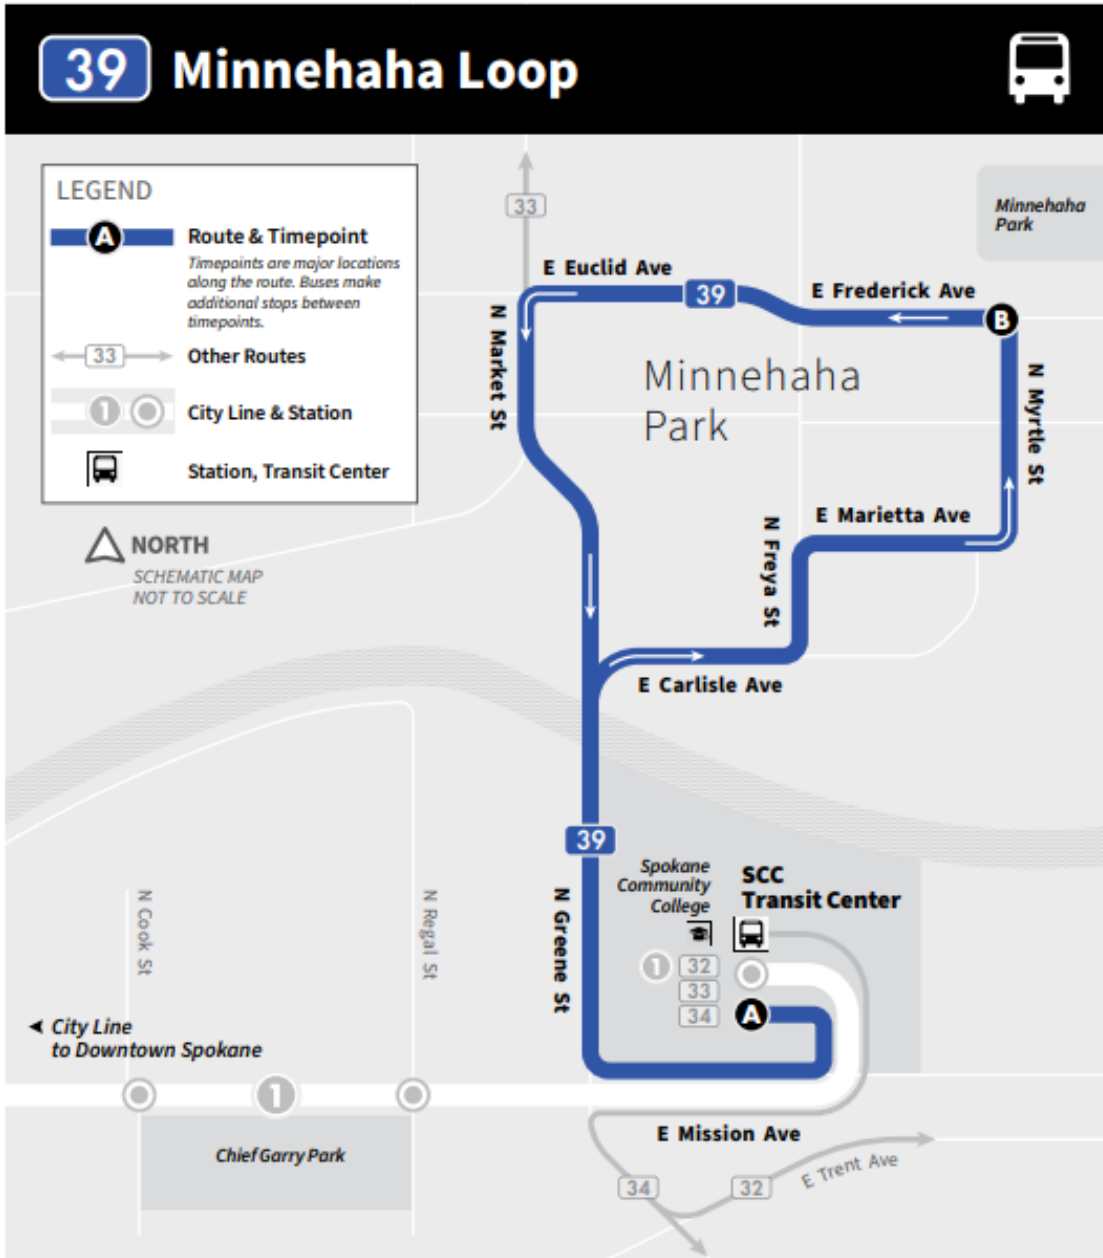 39 Minnehaha Loop
LEGEND
A
Route & Timepoint
Timepoints are major locations
along the route. Buses make
additional stops between
timepoints.
33
Other Routes
1
City Line & Station
Station, Transit Center
NORTH
SCHEMATIC MAP
NOT TO SCALE
33
Minnehaha
Park
E Euclid Ave
39
E Frederick Ave
B
N Market St
Minnehaha
Park
N Myrtle St
E Marietta Ave
N Freya St
E Carlisle Ave
39
N Greene St
Spokane
Community
College
SCC
Transit Center
1
32
33
34
A
N Cook St
N Regal St
City Line
to Downtown Spokane
1
Chief Garry Park
E Mission Ave
34
32
E Trent Ave